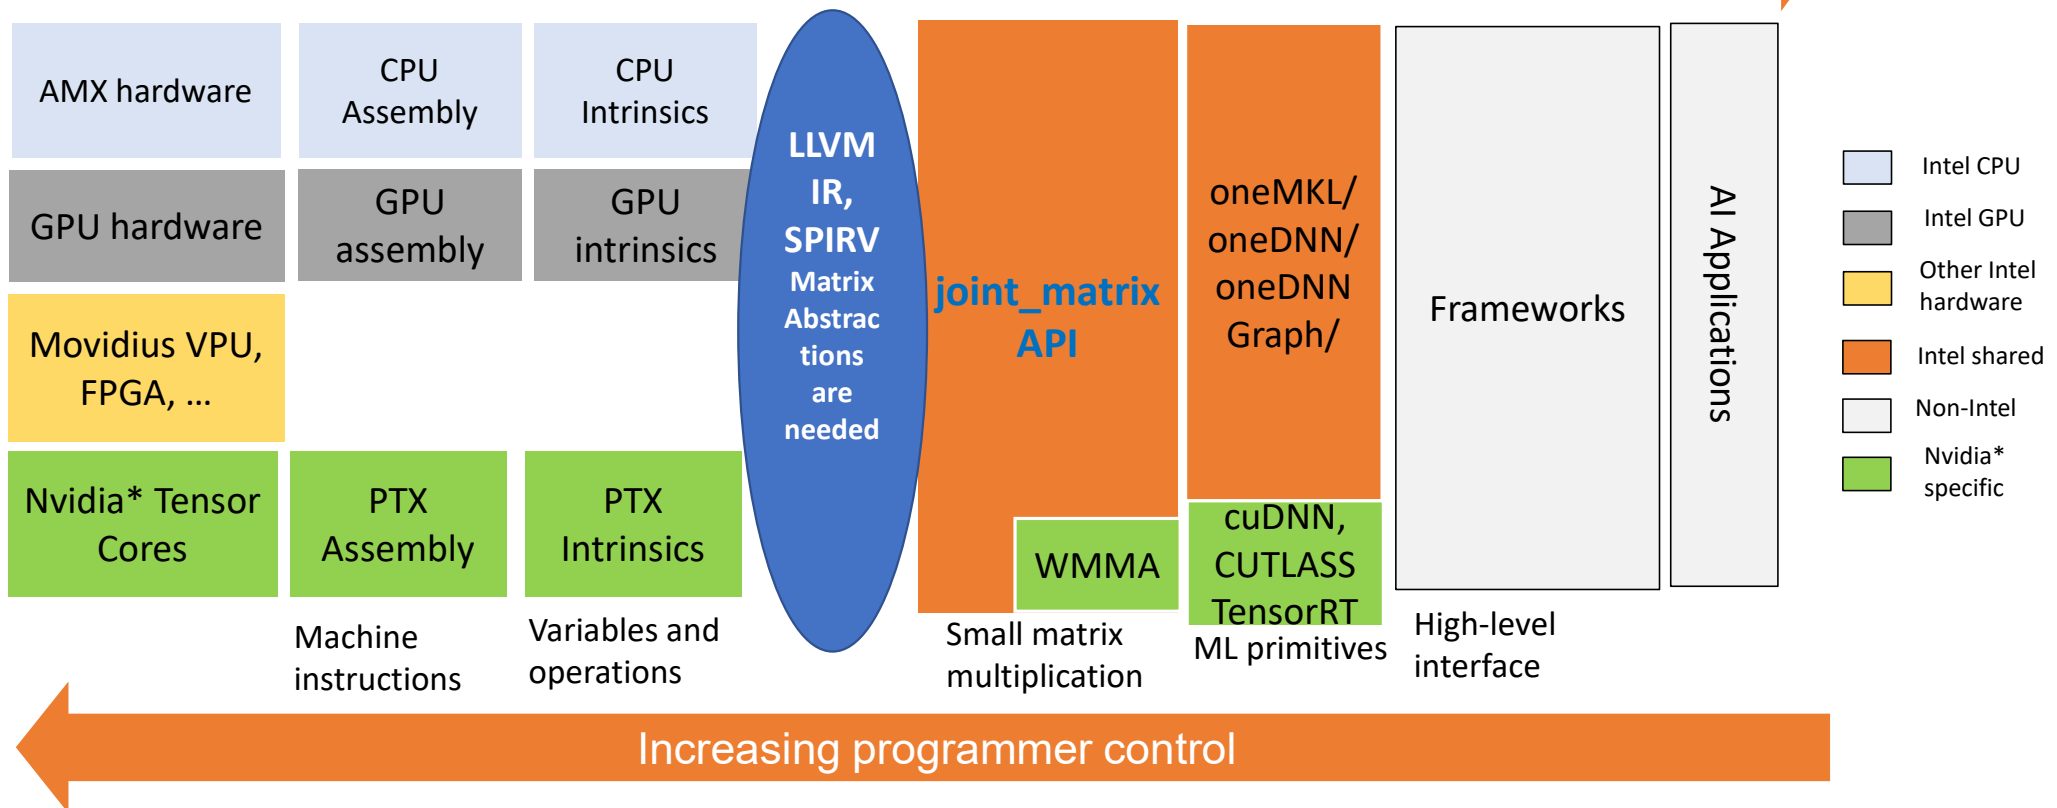 AMX hardware
CPU
Assembly
CPU
Intrinsics
GPU hardware
GPU
assembly
GPU
intrinsics
Movidius VPU,
FPGA, ...
Nvidia* Tensor
Cores
PTX
Assembly
PTX
Intrinsics
Machine
instructions
Variables and
operations
LLVM
IR,
SPIRV
Matrix
Abstrac
tions
are
needed
joint_matrix
API
WMMA
Small matrix
multiplication
oneMKL/
oneDNN/
oneDNN
Graph/
cuDNN,
CUTLASS
TensorRT
ML primitives
Frameworks
High-level
interface
AI Applications
Intel CPU
Intel GPU
Other Intel
hardware
Intel shared
Non-Intel
Nvidia*
specific
Increasing programmer control